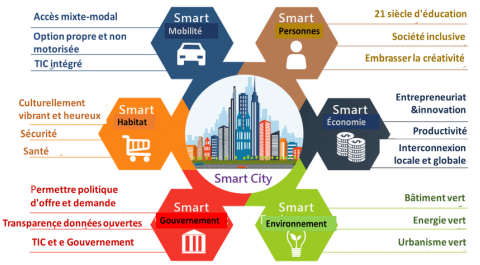 Accès mixte-modal
Option propre et non
motorisée
TIC intégré
Smart
Mobilité
Smart
Personnes
21 siècle d'éducation
Société inclusive
Embrasser la créativité
Culturellement
vibrant et heureux
Sécurité
Santé
Smart
Habitat
Smart City
Smart
Économie
Entrepreneuriat
&innovation
Productivité
Interconnexion
locale et globale
Permettre politique
d'offre et demande
Transparence données ouvertes
TIC et e Gouvernement
Smart
Gouvernement
Smart
Environnement
Bâtiment vert
Energie vert
Urbanisme vert